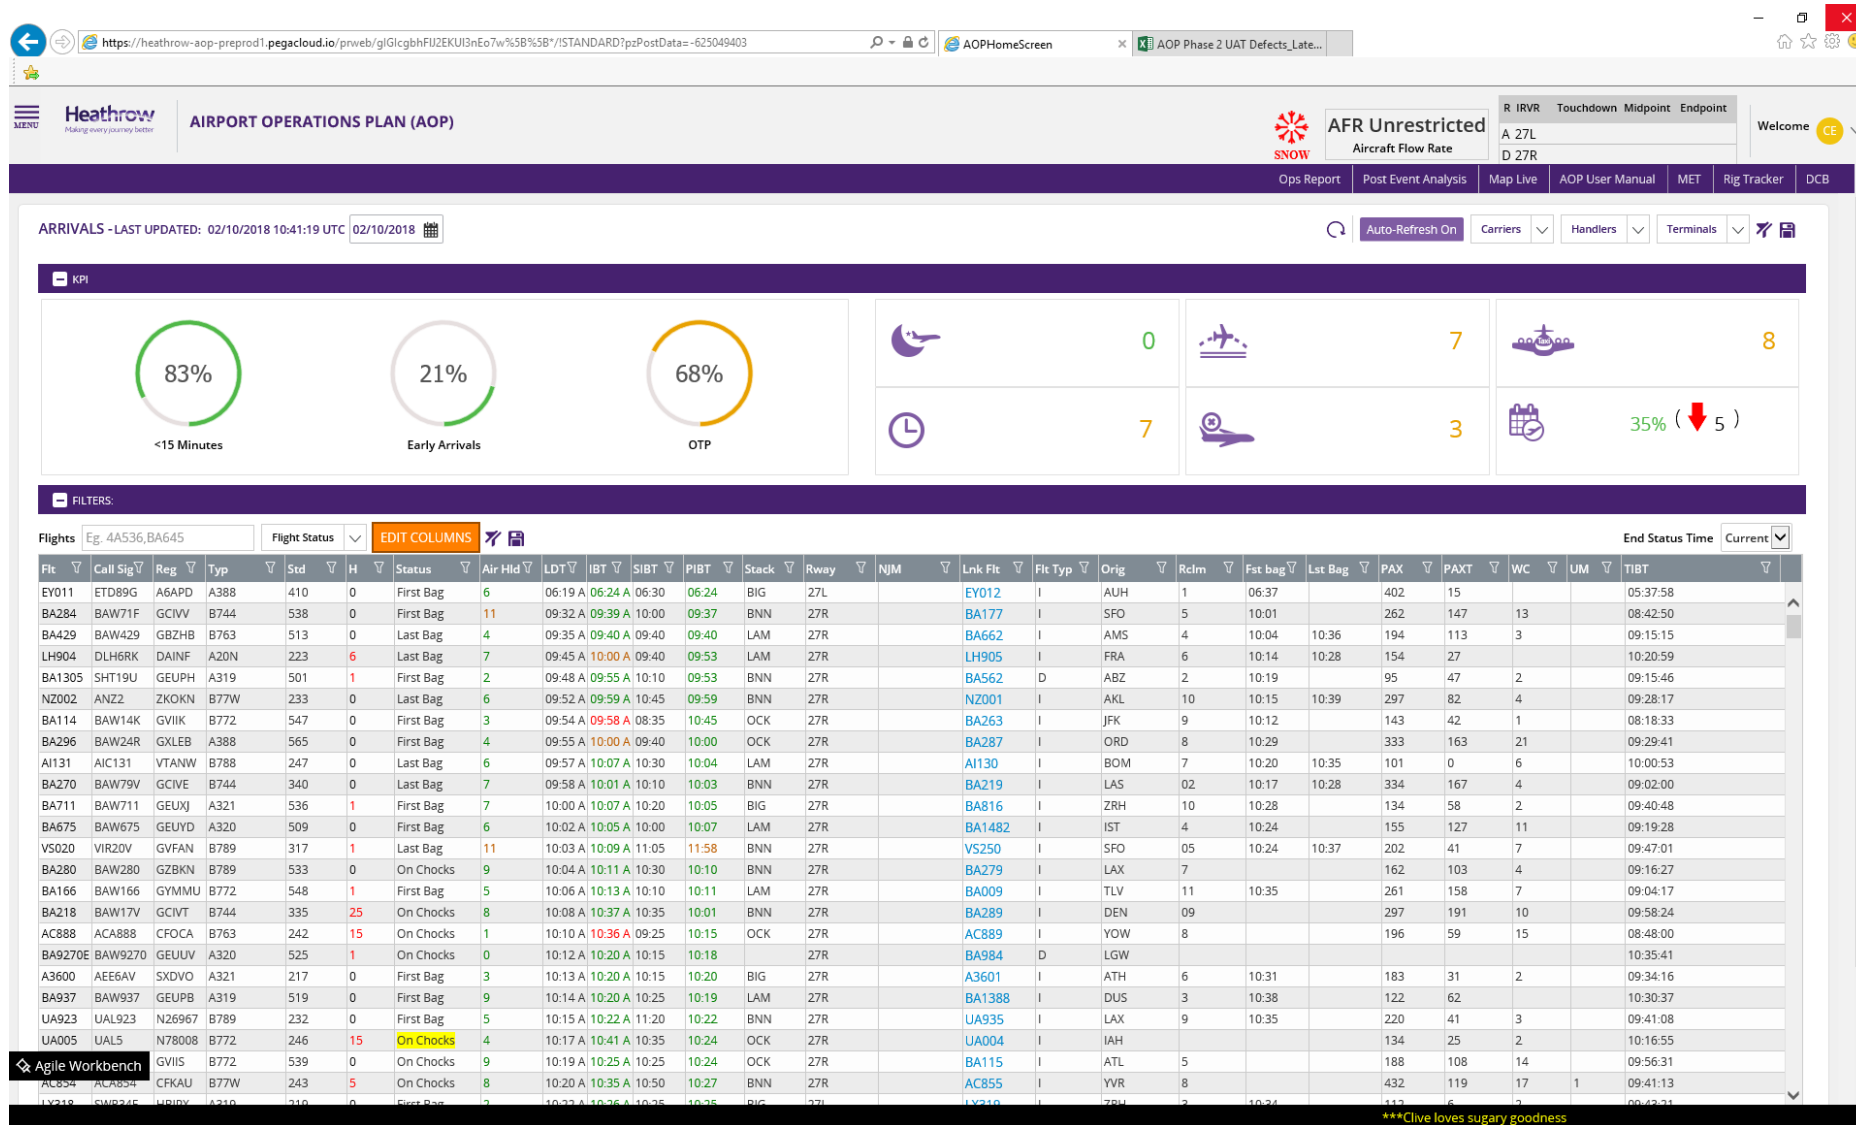 https://heathrow-aop-preprod1.pegacloud.io/prweb/gIGIcgbhFlJ2EKUI3nEo7w%5B%5B*/!STANDARD?pzPostData=-625049403 AOPHomeScreen AOP Phase 2 UAT Defects_Late...
MENU Heathrow Making every journey better AIRPORT OPERATIONS PLAN (AOP) SNOW AFR Unrestricted Aircraft Flow Rate
R IRVR Touchdown Midpoint Endpoint
A 27L
D 27R
Welcome CE
Ops Report Post Event Analysis Map Live AOP User Manual MET Rig Tracker DCB
ARRIVALS - LAST UPDATED: 02/10/2018 10:41:19 UTC 02/10/2018 Auto-Refresh On Carriers Handlers Terminals
KPI
83% 21% 68%
<15 Minutes Early Arrivals OTP
0 7 Taxi 8
7 3 35% ( 5 )
FILTERS:
Flights Eg. 4A536,BA645 Flight Status EDIT COLUMNS End Status Time Current
Flt Call Sig Reg Typ Std H Status Air Hld LDT IBT SIBT PIBT Stack Rway NJM Lnk Flt Flt Typ Orig Rclm Fst bag Lst Bag PAX PAXT WC UM TIBT
EY011 ETD89G A6APD A388 410 0 First Bag 6 06:19 A 06:24 A 06:30 06:24 BIG 27L EY012 I AUH 1 06:37 402 15 05:37:58
BA284 BAW71F GCIVV B744 538 0 First Bag 11 09:32 A 09:39 A 10:00 09:37 BNN 27R BA177 I SFO 5 10:01 262 147 13 08:42:50
BA429 BAW429 GBZHB B763 513 0 Last Bag 4 09:35 A 09:40 A 09:40 09:40 LAM 27R BA662 I AMS 4 10:04 10:36 194 113 3 09:15:15
LH904 DLH6RK DAINF A20N 223 6 Last Bag 7 09:45 A 10:00 A 09:40 09:53 LAM 27R LH905 I FRA 6 10:14 10:28 154 27 10:20:59
BA1305 SHT19U GEUPH A319 501 1 First Bag 2 09:48 A 09:55 A 10:10 09:53 BNN 27R BA562 D ABZ 2 10:19 95 47 2 09:15:46
NZ002 ANZ2 ZKOKN B77W 233 0 Last Bag 6 09:52 A 09:59 A 10:45 09:59 BNN 27R NZ001 I AKL 10 10:15 10:39 297 82 4 09:28:17
BA114 BAW14K GVIIK B772 547 0 First Bag 3 09:54 A 09:58 A 08:35 10:45 OCK 27R BA263 I JFK 9 10:12 143 42 1 08:18:33
BA296 BAW24R GXLEB A388 565 0 First Bag 4 09:55 A 10:00 A 09:40 10:00 OCK 27R BA287 I ORD 8 10:29 333 163 21 09:29:41
AI131 AIC131 VTANW B788 247 0 Last Bag 6 09:57 A 10:07 A 10:30 10:04 LAM 27R AI130 I BOM 7 10:20 10:35 101 0 6 10:00:53
BA270 BAW79V GCIVE B744 340 0 Last Bag 7 09:58 A 10:01 A 10:10 10:03 BNN 27R BA219 I LAS 02 10:17 10:28 334 167 4 09:02:00
BA711 BAW711 GEUXJ A321 536 1 First Bag 7 10:00 A 10:07 A 10:20 10:05 BIG 27R BA816 I ZRH 10 10:28 134 58 2 09:40:48
BA675 BAW675 GEUYD A320 509 0 First Bag 6 10:02 A 10:05 A 10:00 10:07 LAM 27R BA1482 I IST 4 10:24 155 127 11 09:19:28
VS020 VIR20V GVFAN B789 317 1 Last Bag 11 10:03 A 10:09 A 11:05 11:58 BNN 27R VS250 I SFO 05 10:24 10:37 202 41 7 09:47:01
BA280 BAW280 GZBKN B789 533 0 On Chocks 9 10:04 A 10:11 A 10:30 10:10 BNN 27R BA279 I LAX 7 162 103 4 09:16:27
BA166 BAW166 GYMMU B772 548 1 First Bag 5 10:06 A 10:13 A 10:10 10:11 LAM 27R BA009 I TLV 11 10:35 261 158 7 09:04:17
BA218 BAW17V GCIVT B744 335 25 On Chocks 8 10:08 A 10:37 A 10:35 10:01 BNN 27R BA289 I DEN 09 297 191 10 09:58:24
AC888 ACA888 CFOCA B763 242 15 On Chocks 1 10:10 A 10:36 A 09:25 10:15 OCK 27R AC889 I YOW 8 196 59 15 08:48:00
BA9270E BAW9270 GEUUV A320 525 1 On Chocks 0 10:12 A 10:20 A 10:15 10:18 27R BA984 D LGW 10:35:41
A3600 AEE6AV SXDVO A321 217 0 First Bag 3 10:13 A 10:20 A 10:15 10:20 BIG 27R A3601 I ATH 6 10:31 183 31 2 09:34:16
BA937 BAW937 GEUPB A319 519 0 First Bag 9 10:14 A 10:20 A 10:25 10:19 LAM 27R BA1388 I DUS 3 10:38 122 62 10:30:37
UA923 UAL923 N26967 B789 232 0 First Bag 5 10:15 A 10:22 A 11:20 10:22 BNN 27R UA935 I LAX 9 10:35 220 41 3 09:41:08
UA005 UAL5 N78008 B772 246 15 On Chocks 4 10:17 A 10:41 A 10:35 10:24 OCK 27R UA004 I IAH 134 25 2 10:16:55
Agile Workbench GVIIS B772 539 0 On Chocks 9 10:19 A 10:25 A 10:25 10:24 OCK 27R BA115 I ATL 5 188 108 14 09:56:31
AC854 ACA854 CFKAU B77W 243 5 On Chocks 8 10:20 A 10:35 A 10:50 10:27 BNN 27R AC855 I YVR 8 432 119 17 1 09:41:13
LX318 SWR34F HBIPX A319 219 0 First Bag 2 10:22 A 10:26 A 10:25 10:25 BIG 27L LX319 I ZRH 3 10:34 112 6 2 09:43:21
***Clive loves sugary goodness